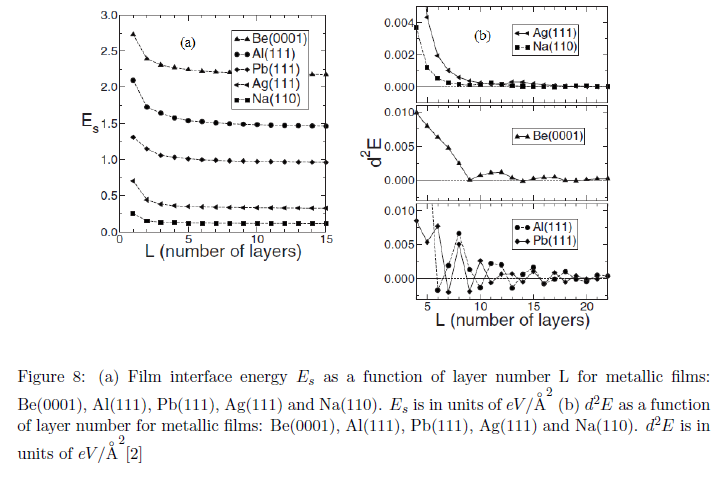 3.0
2.5
2.0
1.5
1.0
0.5
0.0
E_s
(a)
Be(0001)
Al(111)
Pb(111)
Ag(111)
Na(110)
0 5 10 15
L (number of layers)
(b)
0.004
0.002
0.000
Ag(111)
Na(110)
d²E
0.010
0.005
0.000
Be(0001)
0.010
0.005
0.000
Al(111)
Pb(111)
5 10 15 20
L (number of layers)
Figure 8: (a) Film interface energy E_s as a function of layer number L for metallic films:
Be(0001), Al(111), Pb(111), Ag(111) and Na(110). E_s is in units of eV/Å² (b) d²E as a function
of layer number for metallic films: Be(0001), Al(111), Pb(111), Ag(111) and Na(110). d²E is in
units of eV/Å²[2]